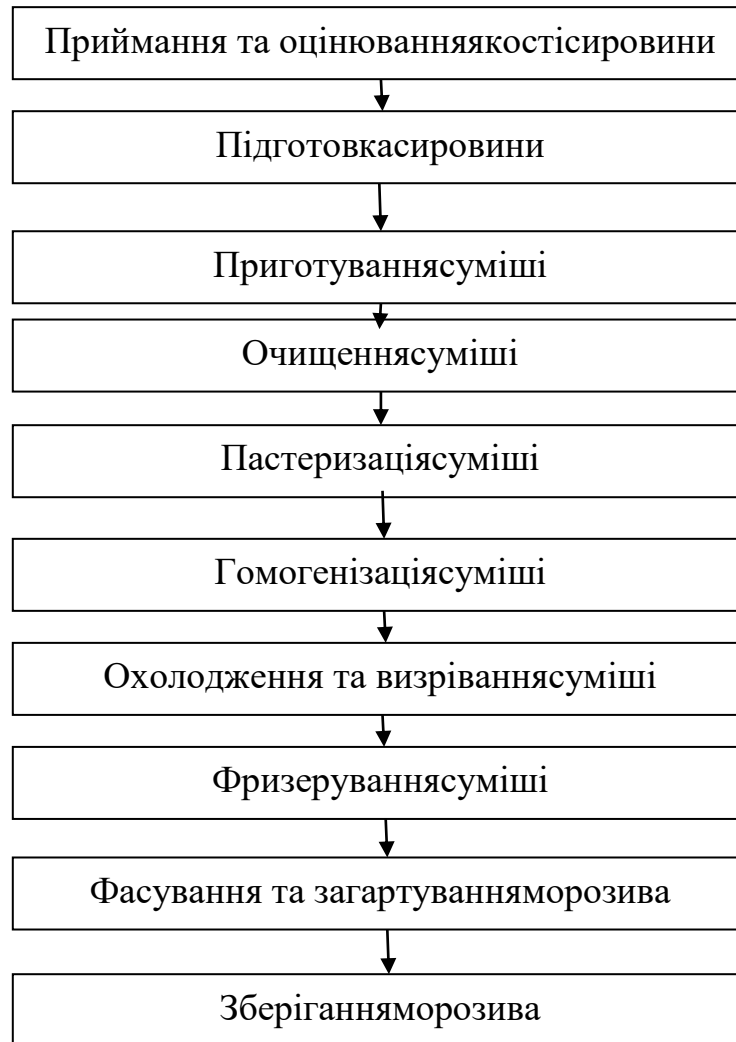 Приймання та оцінюванняякостісировини
Підготовкасировини
Приготуваннясуміші
Очищеннясуміші
Пастеризаціясуміші
Гомогенізаціясуміші
Охолодження та визріваннясуміші
Фризеруваннясуміші
Фасування та загартуванняморозива
Зберіганняморозива